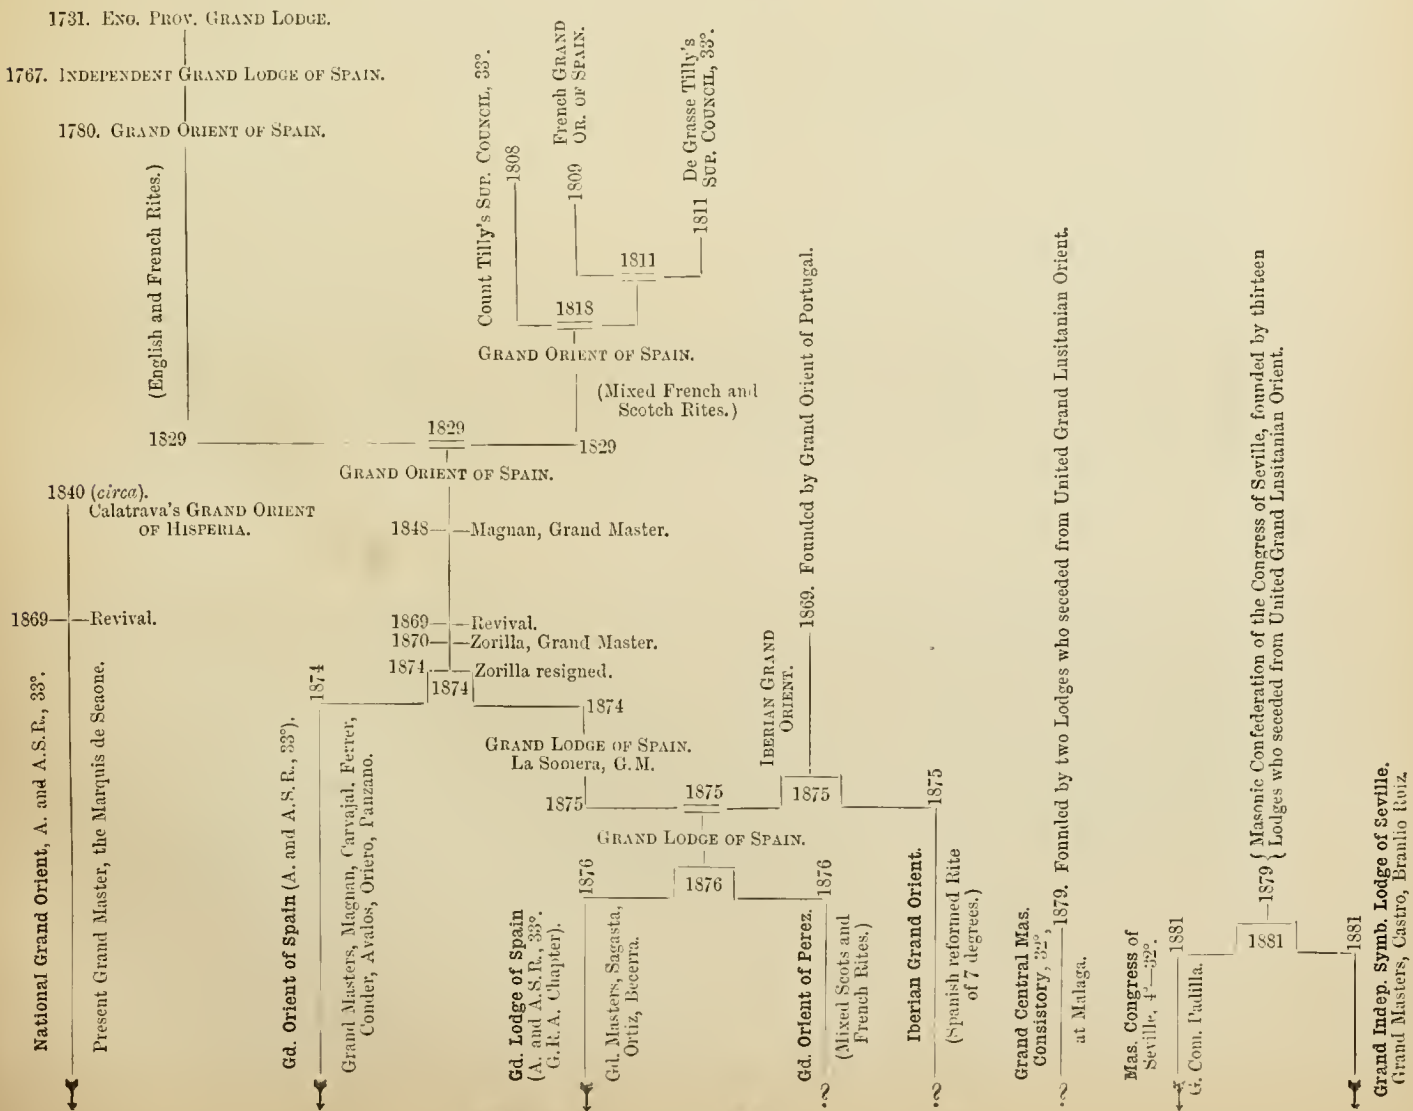 1731. Eng. Prov. Grand Lodge.
1767. Independent Grand Lodge of Spain.
1780. Grand Orient of Spain.
(English and French Rites.)
1829
Count Tilly's Sup. Council, 33°.
1808
French Grand
Or. of Spain.
1809
De Grasse Tilly's
Sup. Council, 33°.
1811
1811
1818
Grand Orient of Spain.
(Mixed French and
Scotch Rites.)
1829
1829
Grand Orient of Spain.
1840 (circa).
Calatrava's Grand Orient
of Hisperia.
1869 Revival.
National Grand Orient, A. and A.S.R., 33°.
Present Grand Master, the Marquis de Seaone.
1848 Magnan, Grand Master.
1869 Revival.
1870 Zorilla, Grand Master.
1874. Zorilla resigned.
1874
1874
Gd. Orient of Spain (A. and A.S.R., 33°).
Grand Masters, Magnan, Carvajal, Ferrer,
Conder, Avalos, Oriero, Panzano.
1874
Grand Lodge of Spain.
La Somera, G.M.
1875
1875
Grand Lodge of Spain.
1876
1876
Gd. Lodge of Spain
(A. and A.S.R., 33°.
G.R.A. Chapter).
Gd. Masters, Sagasta,
Ortiz, Becerra.
1876
Gd. Orient of Perez.
(Mixed Scots and
French Rites.)
?
1869. Founded by Grand Orient of Portugal.
Iberian Grand
Orient.
1875
1875
Iberian Grand Orient.
(Spanish reformed Rite
of 7 degrees.)
?
1879. Founded by two Lodges who seceded from United Grand Lusitanian Orient.
Grand Central Mas.
Consistory, 32°,
at Malaga.
?
1879 { Masonic Confederation of the Congress of Seville, founded by thirteen
Lodges who seceded from United Grand Lusitanian Orient.
1881
1881
Mas. Congress of
Seville, 4°—32°.
G. Com. Padilla.
1881
Grand Indep. Symb. Lodge of Seville.
Grand Masters, Castro, Branlio Ruiz.